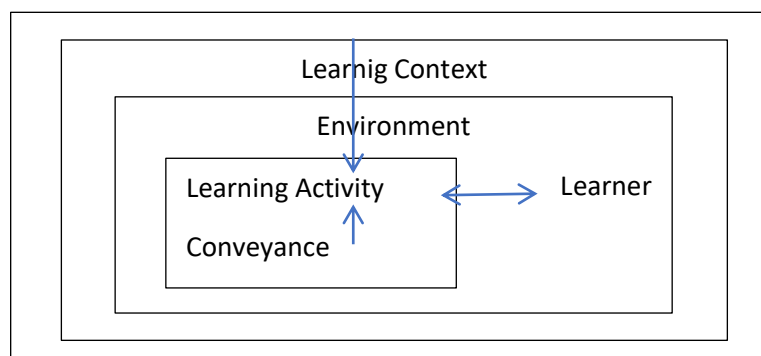 Learnig Context
Environment
Learning Activity
Learner
Conveyance